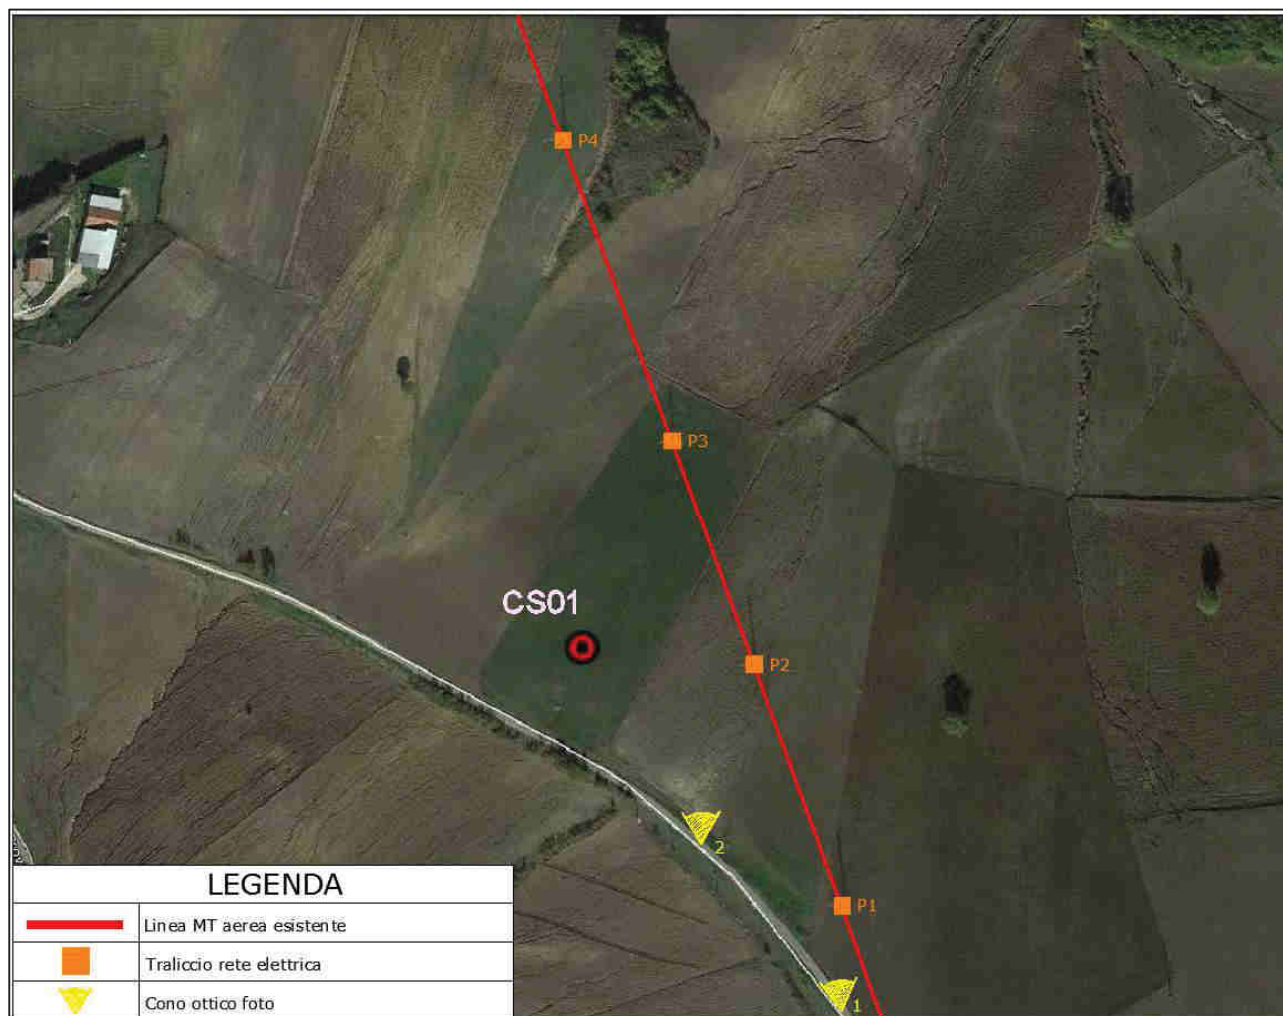 P4
P3
CS01
P2
2
P1
1
LEGENDA
Linea MT aerea esistente
Traliccio rete elettrica
Cono ottico foto